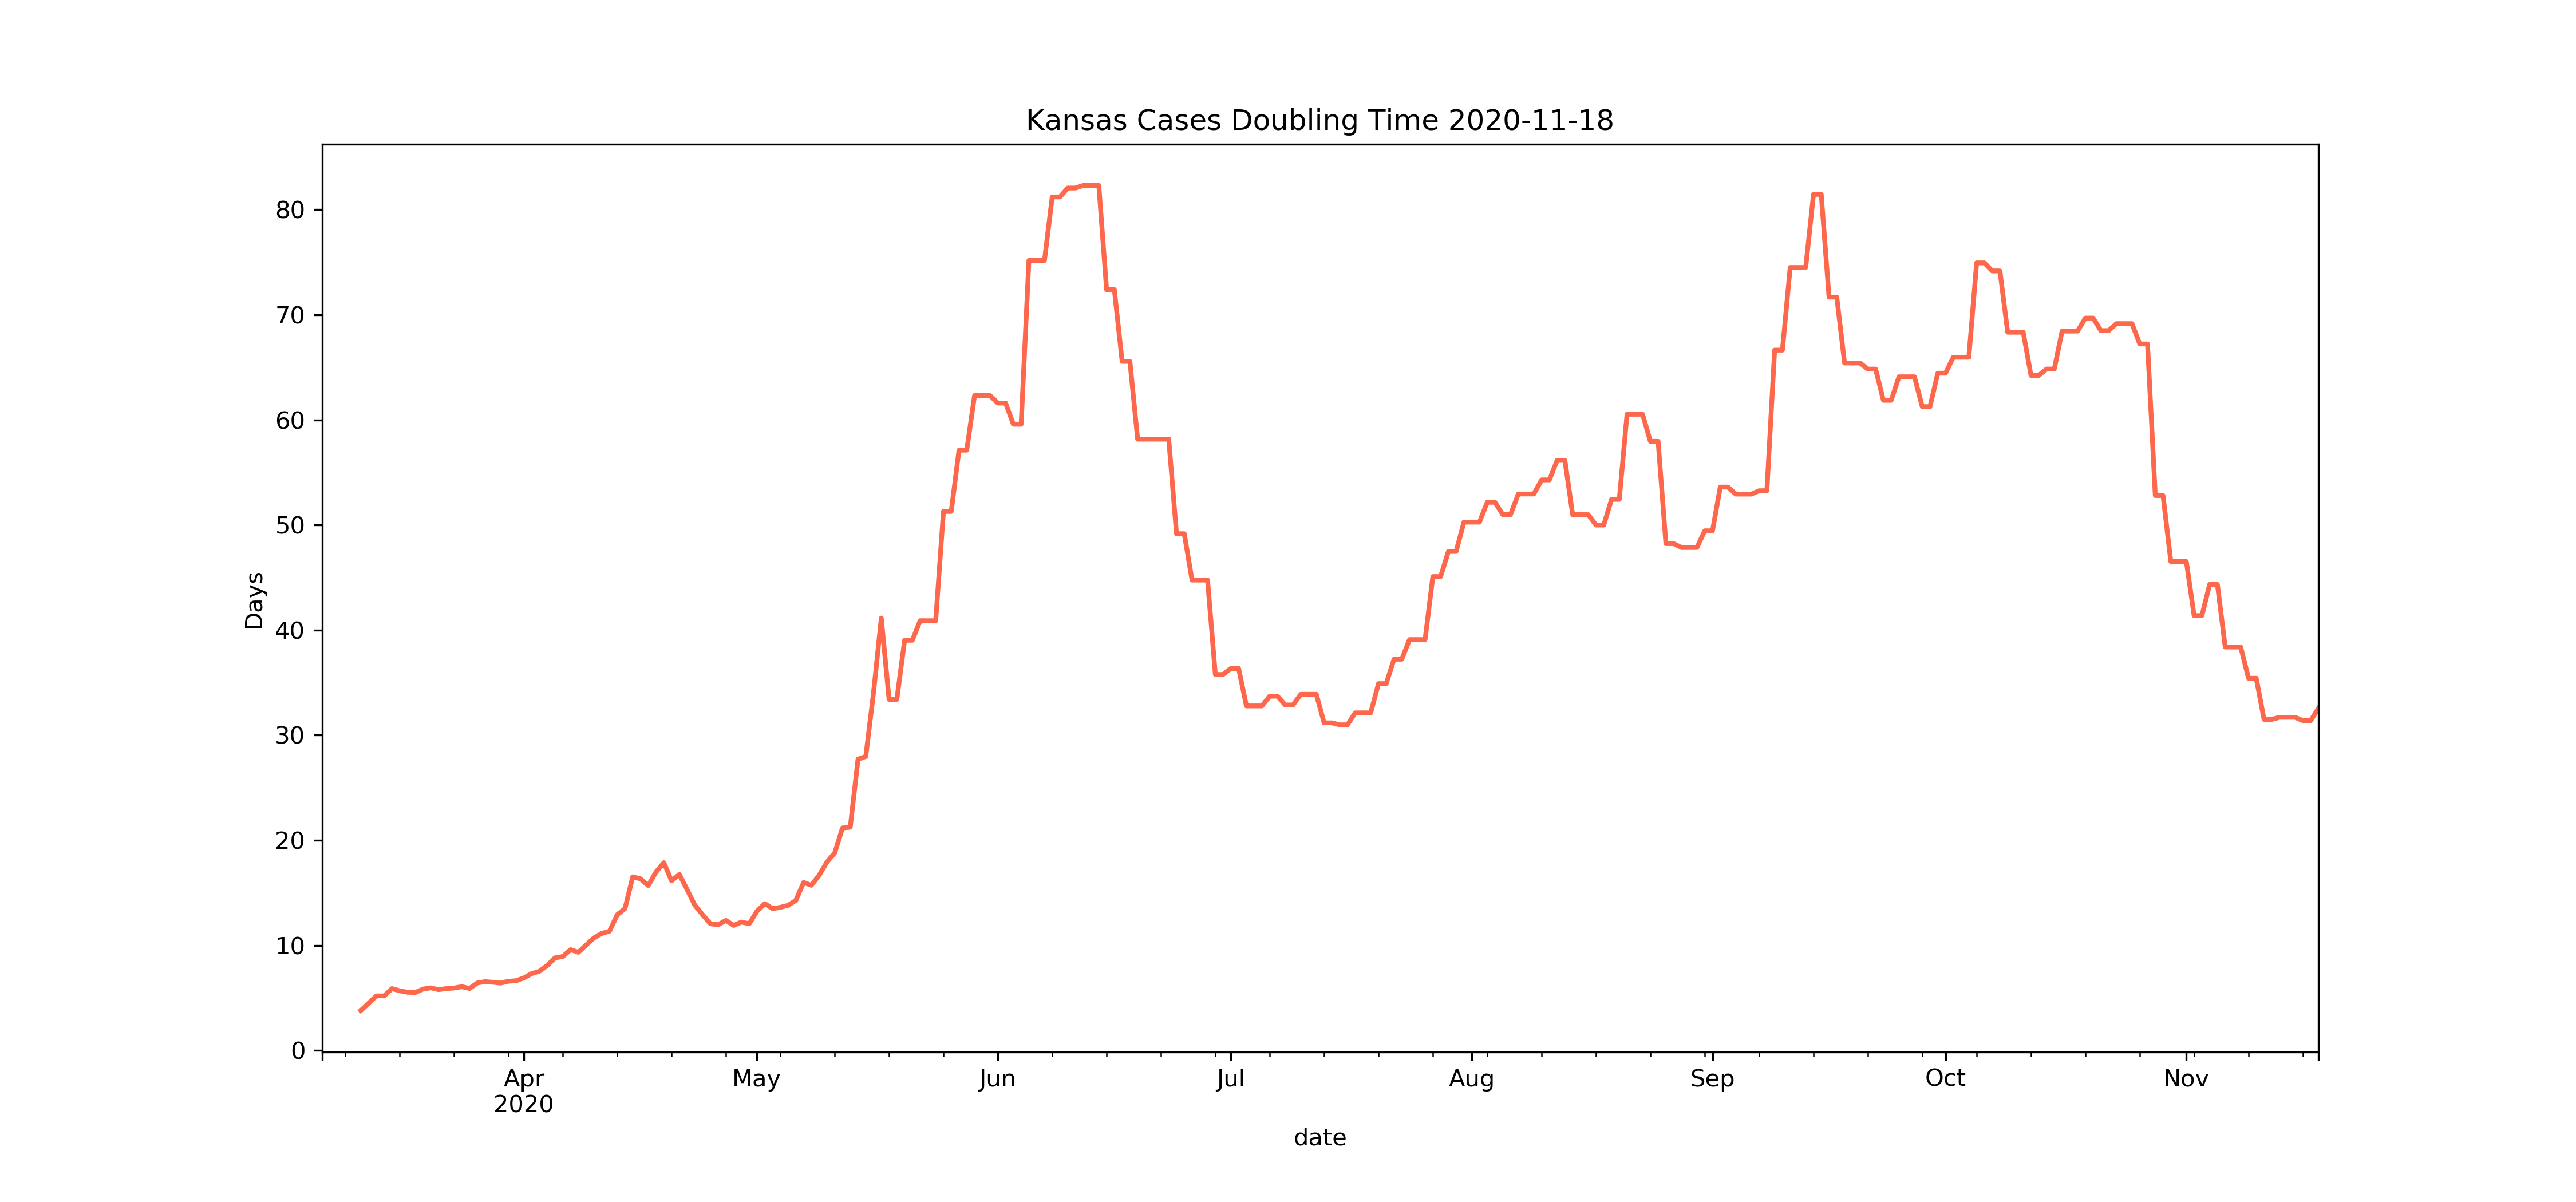 Kansas Cases Doubling Time 2020-11-18
Days
80
70
60
50
40
30
20
10
0
Apr May Jun Jul Aug Sep Oct Nov
2020
date